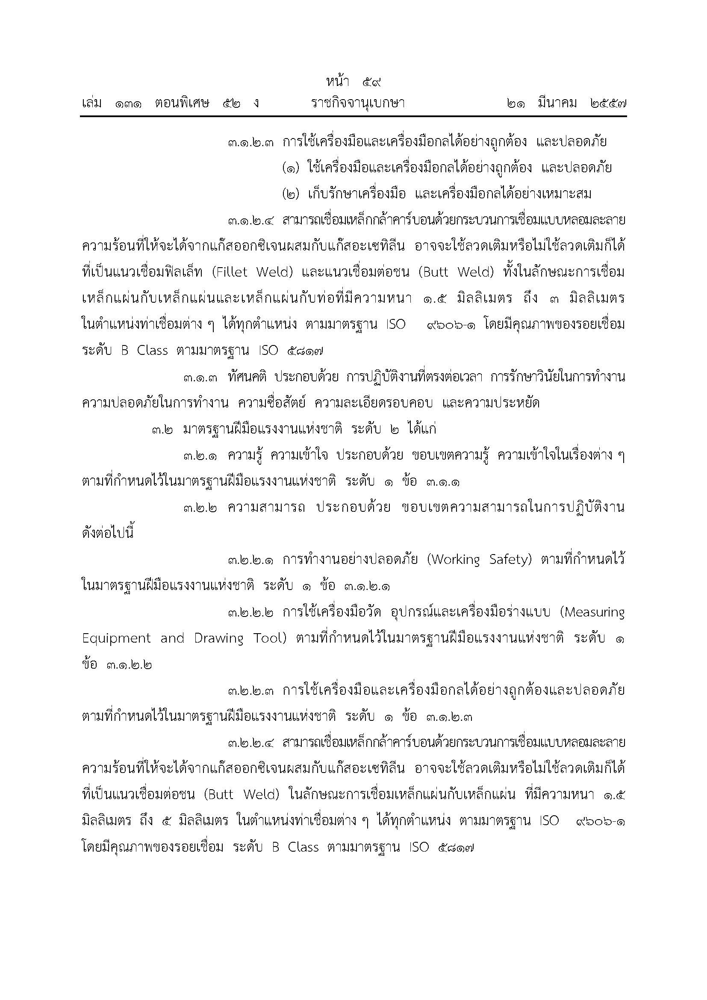 หน้า ๕๙
เล่ม ๑๓๑ ตอนพิเศษ ๕๒ ง ราชกิจจานุเบกษา ๒๑ มีนาคม ๒๕๕๗
๓.๑.๒.๓ การใช้เครื่องมือและเครื่องมือกลได้อย่างถูกต้อง และปลอดภัย
(๑) ใช้เครื่องมือและเครื่องมือกลได้อย่างถูกต้อง และปลอดภัย
(๒) เก็บรักษาเครื่องมือ และเครื่องมือกลได้อย่างเหมาะสม
๓.๑.๒.๔ สามารถเชื่อมเหล็กกล้าคาร์บอนด้วยกระบวนการเชื่อมแบบหลอมละลาย
ความร้อนที่ให้จะได้จากแก๊สออกซิเจนผสมกับแก๊สอะเซทิลีน อาจจะใช้ลวดเติมหรือไม่ใช้ลวดเติมก็ได้
ที่เป็นแนวเชื่อมฟิลเล็ท (Fillet Weld) และแนวเชื่อมต่อชน (Butt Weld) ทั้งในลักษณะการเชื่อม
เหล็กแผ่นกับเหล็กแผ่นและเหล็กแผ่นกับท่อที่มีความหนา ๑.๕ มิลลิเมตร ถึง ๓ มิลลิเมตร
ในตำแหน่งท่าเชื่อมต่าง ๆ ได้ทุกตำแหน่ง ตามมาตรฐาน ISO ๙๖๐๖-๑ โดยมีคุณภาพของรอยเชื่อม
ระดับ B Class ตามมาตรฐาน ISO ๕๘๑๗
๓.๑.๓ ทัศนคติ ประกอบด้วย การปฏิบัติงานที่ตรงต่อเวลา การรักษาวินัยในการทำงาน
ความปลอดภัยในการทำงาน ความซื่อสัตย์ ความละเอียดรอบคอบ และความประหยัด
๓.๒ มาตรฐานฝีมือแรงงานแห่งชาติ ระดับ ๒ ได้แก่
๓.๒.๑ ความรู้ ความเข้าใจ ประกอบด้วย ขอบเขตความรู้ ความเข้าใจในเรื่องต่าง ๆ
ตามที่กำหนดไว้ในมาตรฐานฝีมือแรงงานแห่งชาติ ระดับ ๑ ข้อ ๓.๑.๑
๓.๒.๒ ความสามารถ ประกอบด้วย ขอบเขตความสามารถในการปฏิบัติงาน
ดังต่อไปนี้
๓.๒.๒.๑ การทำงานอย่างปลอดภัย (Working Safety) ตามที่กำหนดไว้
ในมาตรฐานฝีมือแรงงานแห่งชาติ ระดับ ๑ ข้อ ๓.๑.๒.๑
๓.๒.๒.๒ การใช้เครื่องมือวัด อุปกรณ์และเครื่องมือร่างแบบ (Measuring
Equipment and Drawing Tool) ตามที่กำหนดไว้ในมาตรฐานฝีมือแรงงานแห่งชาติ ระดับ ๑
ข้อ ๓.๑.๒.๒
๓.๒.๒.๓ การใช้เครื่องมือและเครื่องมือกลได้อย่างถูกต้องและปลอดภัย
ตามที่กำหนดไว้ในมาตรฐานฝีมือแรงงานแห่งชาติ ระดับ ๑ ข้อ ๓.๑.๒.๓
๓.๒.๒.๔ สามารถเชื่อมเหล็กกล้าคาร์บอนด้วยกระบวนการเชื่อมแบบหลอมละลาย
ความร้อนที่ให้จะได้จากแก๊สออกซิเจนผสมกับแก๊สอะเซทิลีน อาจจะใช้ลวดเติมหรือไม่ใช้ลวดเติมก็ได้
ที่เป็นแนวเชื่อมต่อชน (Butt Weld) ในลักษณะการเชื่อมเหล็กแผ่นกับเหล็กแผ่น ที่มีความหนา ๑.๕
มิลลิเมตร ถึง ๕ มิลลิเมตร ในตำแหน่งท่าเชื่อมต่าง ๆ ได้ทุกตำแหน่ง ตามมาตรฐาน ISO ๙๖๐๖-๑
โดยมีคุณภาพของรอยเชื่อม ระดับ B Class ตามมาตรฐาน ISO ๕๘๑๗